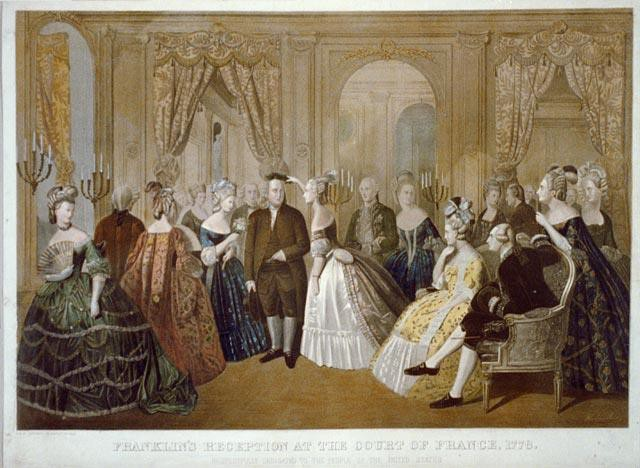 FRANKLIN'S RECEPTION AT THE COURT OF FRANCE, 1778.
RESPECTFULLY DEDICATED TO THE PEOPLE OF THE UNITED STATES